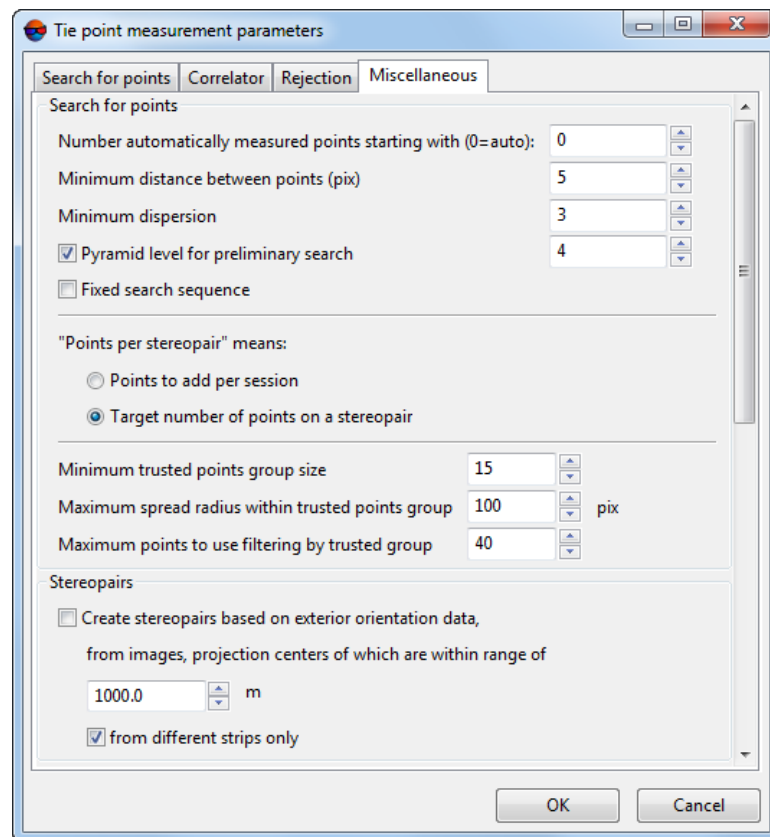 Tie point measurement parameters
Search for points Correlator Rejection Miscellaneous
Search for points
Number automatically measured points starting with (0=auto): 0
Minimum distance between points (pix) 5
Minimum dispersion 3
Pyramid level for preliminary search 4
Fixed search sequence
"Points per stereopair" means:
Points to add per session
Target number of points on a stereopair
Minimum trusted points group size 15
Maximum spread radius within trusted points group 100 pix
Maximum points to use filtering by trusted group 40
Stereopairs
Create stereopairs based on exterior orientation data,
from images, projection centers of which are within range of
1000.0 m
from different strips only
OK Cancel